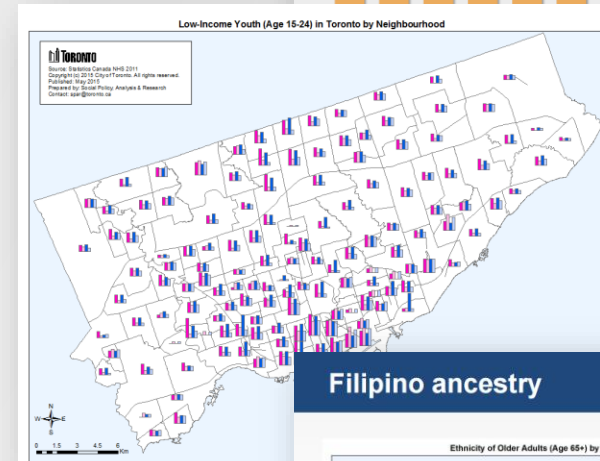 Low-Income Youth (Age 15-24) in Toronto by Neighbourhood
TORONTO
Source: Statistics Canada NHS 2011
Copyright (c) 2015 City of Toronto. All rights reserved.
Published: May 2015
Prepared by: Social Policy, Analysis & Research
Contact: spar@toronto.ca
N
W E
S
0 1.5 3 4.5 6
Km
Filipino ancestry
Ethnicity of Older Adults (Age 65+) by